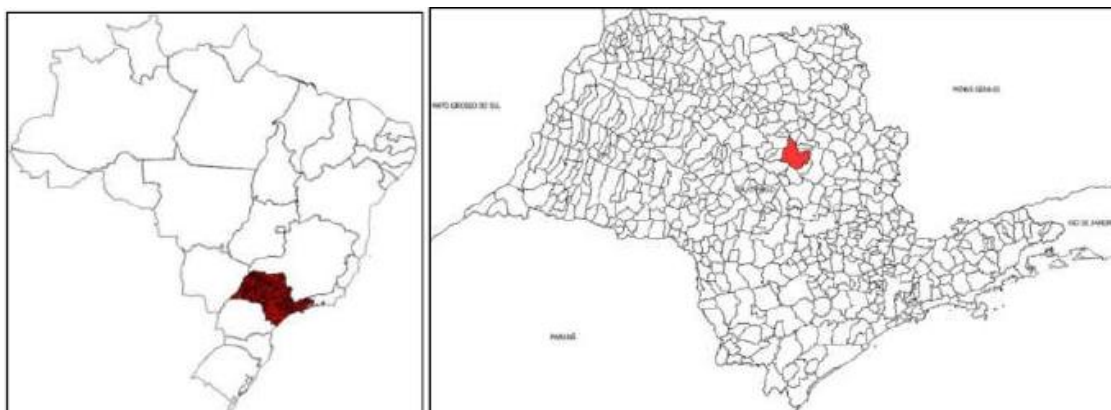 MATO GROSSO DO SUL
MINAS GERAIS
RIO DE JANEIRO
PARANÁ